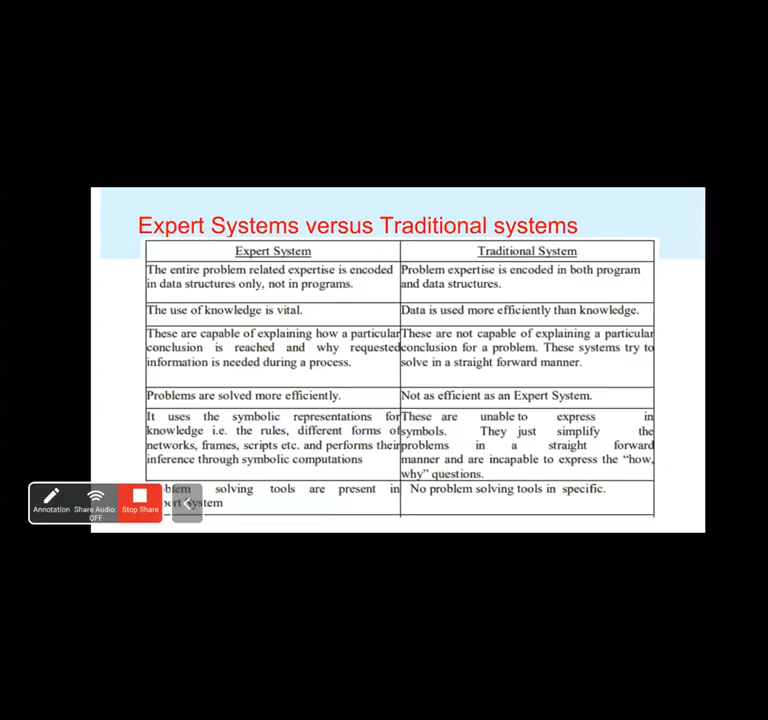 Expert Systems versus Traditional systems
Expert System
Traditional System
The entire problem related expertise is encoded
in data structures only, not in programs.
Problem expertise is encoded in both program
and data structures.
The use of knowledge is vital.
Data is used more efficiently than knowledge.
These are capable of explaining how a particular
conclusion is reached and why requested
information is needed during a process.
These are not capable of explaining a particular
conclusion for a problem. These systems try to
solve in a straight forward manner.
Problems are solved more efficiently.
Not as efficient as an Expert System.
It uses the symbolic representations for
knowledge i.e. the rules, different forms of
networks, frames, scripts etc. and performs their
inference through symbolic computations
These are unable to express in
symbols. They just simplify the
problems in a straight forward
manner and are incapable to express the “how,
why” questions.
solving tools are present in
System
No problem solving tools in specific.
Annotation
Share Audio:
OFF
Stop Share